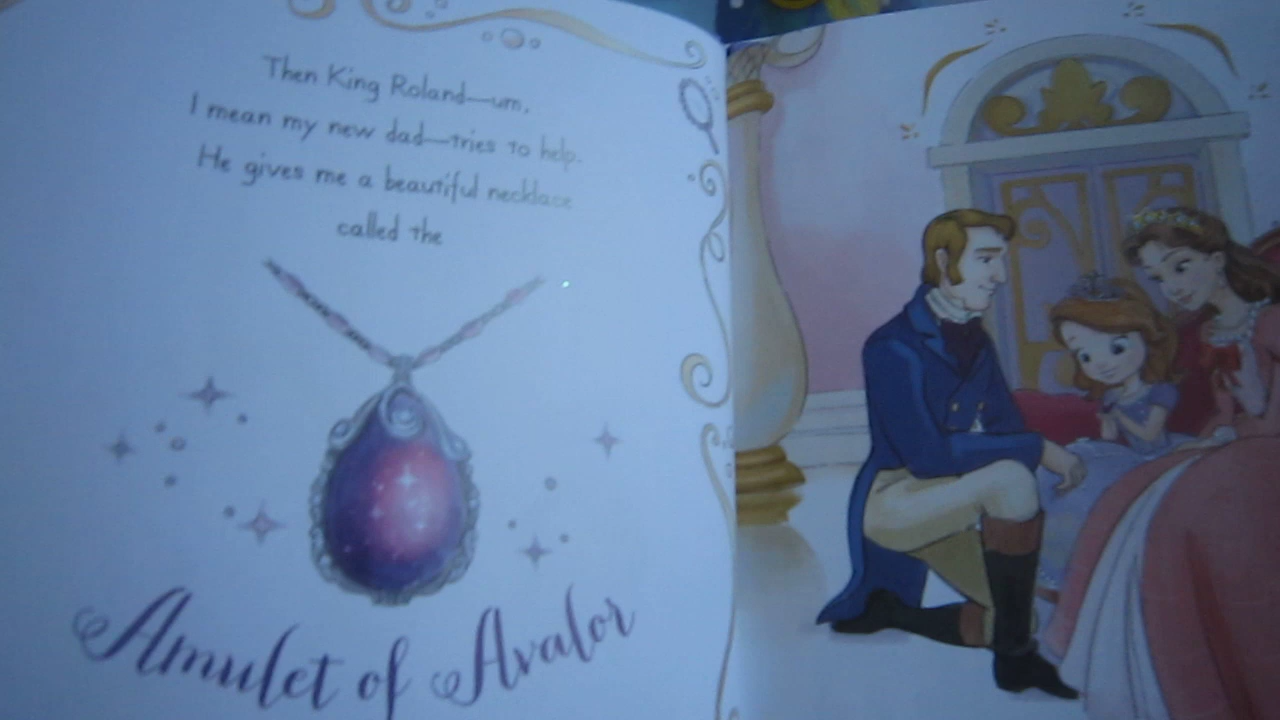 Then King Roland—um,
I mean my new dad—tries to help.
He gives me a beautiful necklace
called the
Amulet of Avalor